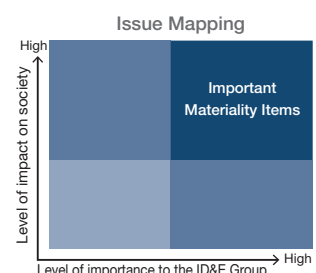 Issue Mapping
High
Level of impact on society
Important
Materiality Items
High
Level of importance to the ID&E Group